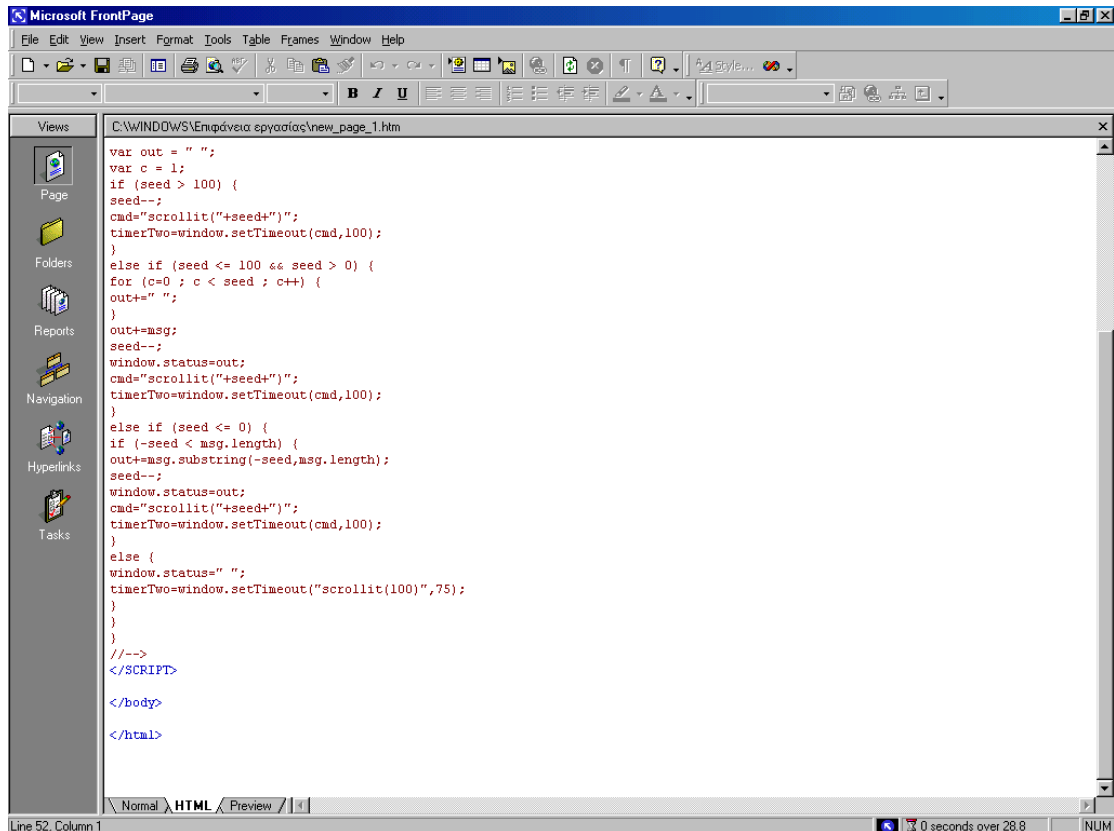 Microsoft FrontPage
File Edit View Insert Format Tools Table Frames Window Help
Style...
B I U
Views
C:\WINDOWS\Επιφάνεια εργασίας\new_page_1.htm
Page
Folders
Reports
Navigation
Hyperlinks
Tasks
var out = " ";
var c = 1;
if (seed > 100) {
seed--;
cmd="scrollit("+seed+")";
timerTwo=window.setTimeout(cmd,100);
}
else if (seed <= 100 && seed > 0) {
for (c=0 ; c < seed ; c++) {
out+=" ";
}
out+=msg;
seed--;
window.status=out;
cmd="scrollit("+seed+")";
timerTwo=window.setTimeout(cmd,100);
}
else if (seed <= 0) {
if (-seed < msg.length) {
out+=msg.substring(-seed,msg.length);
seed--;
window.status=out;
cmd="scrollit("+seed+")";
timerTwo=window.setTimeout(cmd,100);
}
else {
window.status=" ";
timerTwo=window.setTimeout("scrollit(100)",75);
}
}
}
//-->
</SCRIPT>
</body>
</html>
Normal HTML Preview
Line 52, Column 1
0 seconds over 28.8
NUM